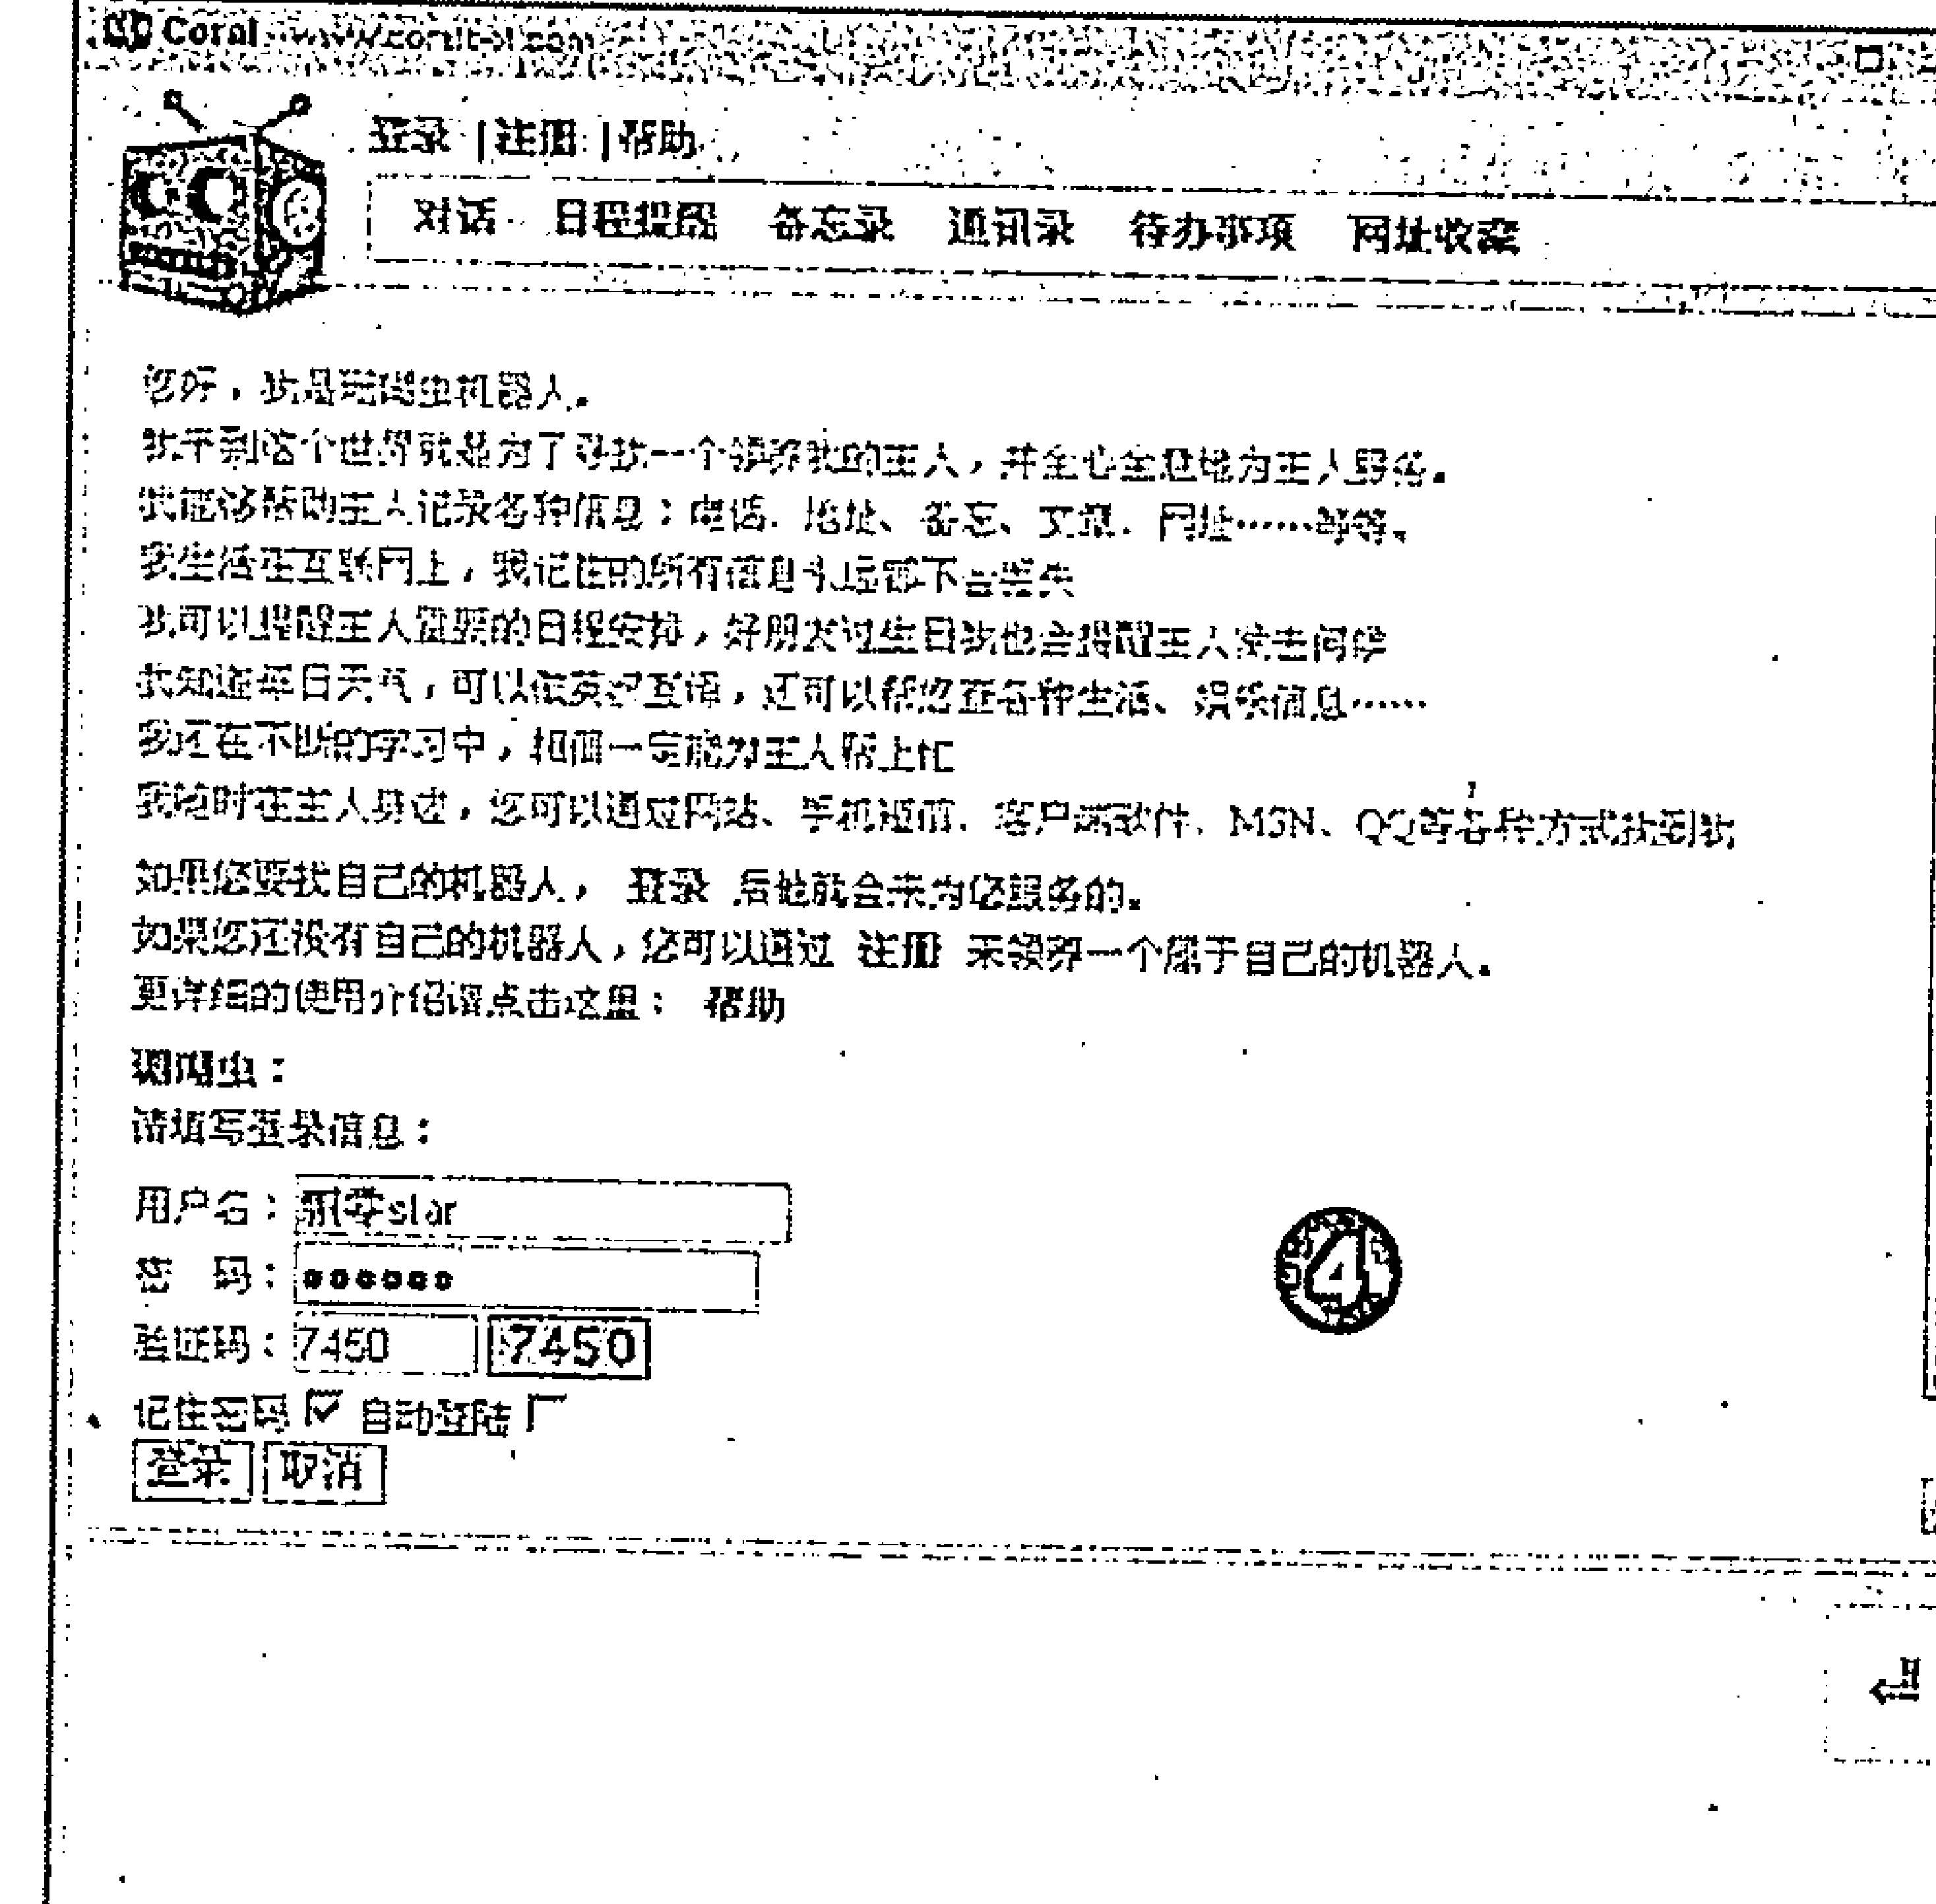 Coral
登录 | 注册 | 帮助
对话 日程提醒 备忘录 通讯录 待办事项 网址收藏
您好，我是珊瑚虫机器人。
我来到这个世界就是为了寻找一个领养我的主人，并全心全意地为主人服务。
我能够帮助主人记录各种信息：电话、地址、备忘、文章、网址……等等。
我生活在互联网上，我记住的所有信息永远都不会丢失
我可以提醒主人重要的日程安排，好朋友过生日我也会提醒主人发去问候
我知道每日天气，可以做英汉互译，还可以帮您查各种生活、娱乐信息……
我还在不断的学习中，相信一定能为主人帮上忙
我随时在主人身边，您可以通过网站、手机短信、客户端软件、MSN、QQ等各种方式找到我
如果您要找自己的机器人， 登录 后他就会来为您服务的。
如果您还没有自己的机器人，您可以通过 注册 来领养一个属于自己的机器人。
更详细的使用介绍请点击这里： 帮助
珊瑚虫：
请填写登录信息：
用户名：star
密 码：●●●●●●
验证码：7450 7450
记住密码 自动登陆
登录 取消
4